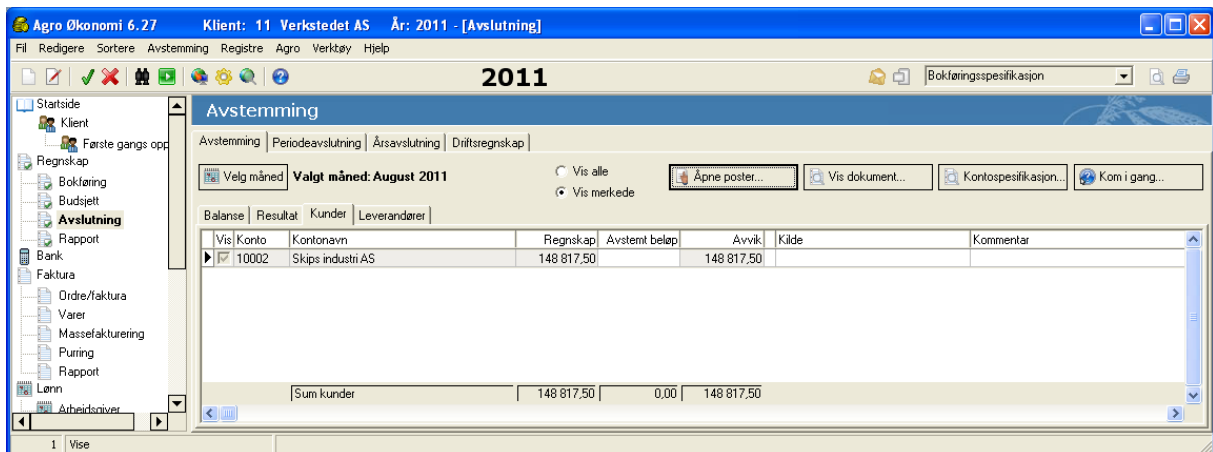 Agro Økonomi 6.27 Klient: 11 Verkstedet AS År: 2011 - [Avslutning]
Fil Redigere Sortere Avstemming Registre Agro Verktøy Hjelp
2011 Bokføringsspesifikasjon
Startside
Klient
Første gangs opp
Regnskap
Bokføring
Budsjett
Avslutning
Rapport
Bank
Faktura
Ordre/faktura
Varer
Massefakturering
Purring
Rapport
Lønn
Arbeidsgiver
Avstemming
Avstemming Periodeavslutning Årsavslutning Driftsregnskap
Velg måned Valgt måned: August 2011 Vis alle Vis merkede Åpne poster... Vis dokument... Kontospesifikasjon... Kom i gang...
Balanse Resultat Kunder Leverandører
Vis Konto Kontonavn Regnskap Avstemt beløp Avvik Kilde Kommentar
10002 Skips industri AS 148 817,50 148 817,50
Sum kunder 148 817,50 0,00 148 817,50
1 Vise